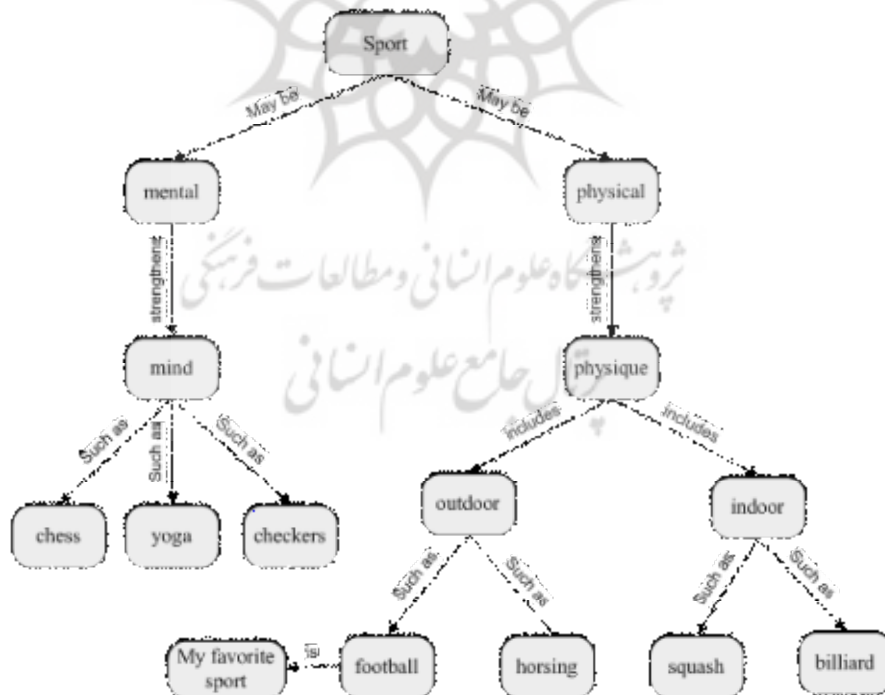 Sport
May be
May be
mental
physical
strengthens
strengthens
پژوهشگاه علوم انسانی و مطالعات فرهنگی
پرتال جامع علوم انسانی
mind
physique
Such as
Such as
Such as
includes
includes
chess
yoga
checkers
outdoor
indoor
Such as
Such as
Such as
Such as
My favorite
sport
is
football
horsing
squash
billiard